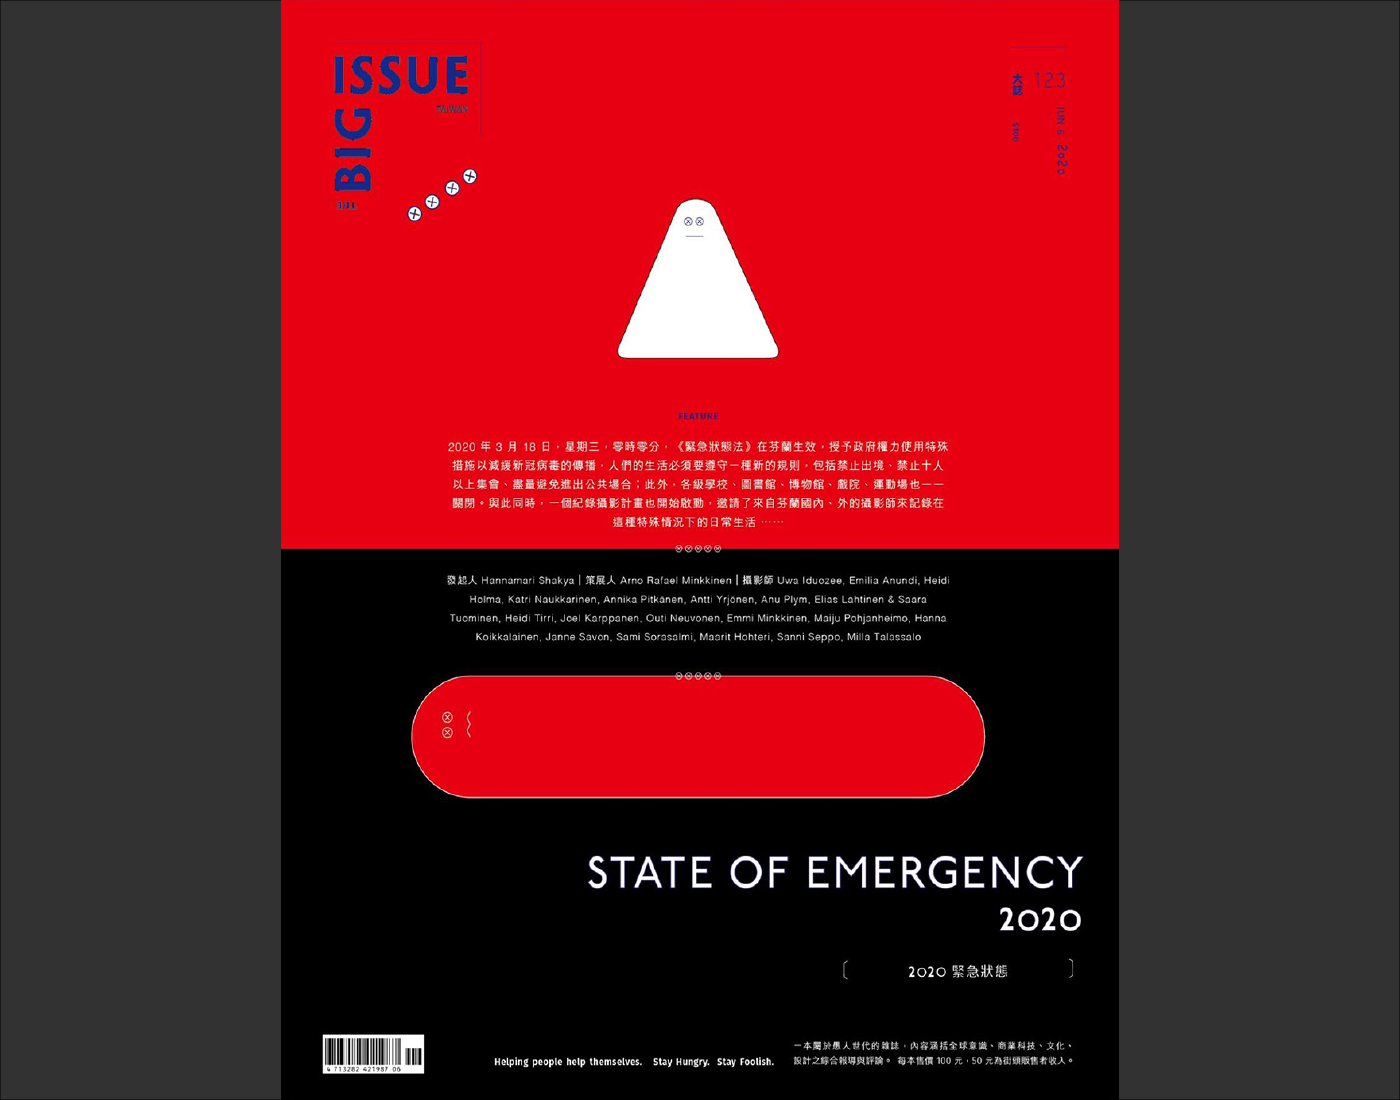 ISSUE
BIG
TAIWAN
大誌 123
JUN 6 2020
$100
FEATURE
2020 年 3 月 18 日，星期三，零時零分，《緊急狀態法》在芬蘭生效，授予政府權力使用特殊
措施以減緩新冠病毒的傳播，人們的生活必須要遵守一種新的規則，包括禁止出境、禁止十人
以上集會、盡量避免進出公共場合；此外，各級學校、圖書館、博物館、戲院、運動場也一一
關閉。與此同時，一個紀錄攝影計畫也開始啟動，邀請了來自芬蘭國內、外的攝影師來記錄在
這種特殊情況下的日常生活 ⋯⋯
發起人 Hannamari Shakya | 策展人 Arno Rafael Minkkinen | 攝影師 Uwa Iduozee, Emilia Anundi, Heidi
Holma, Katri Naukkarinen, Annika Pitkänen, Antti Yrjönen, Anu Plym, Elias Lahtinen & Saara
Tuominen, Heidi Tirri, Joel Karppanen, Outi Neuvonen, Emmi Minkkinen, Maiju Pohjanheimo, Hanna
Koikkalainen, Janne Savon, Sami Sorasalmi, Maarit Hohteri, Sanni Seppo, Milla Talassalo
STATE OF EMERGENCY
2020
〔 2020 緊急狀態 〕
4 713282 421987 06
Helping people help themselves. Stay Hungry. Stay Foolish.
一本屬於愚人世代的雜誌，內容涵括全球意識、商業科技、文化、
設計之綜合報導與評論。 每本售價 100 元，50 元為街頭販售者收入。